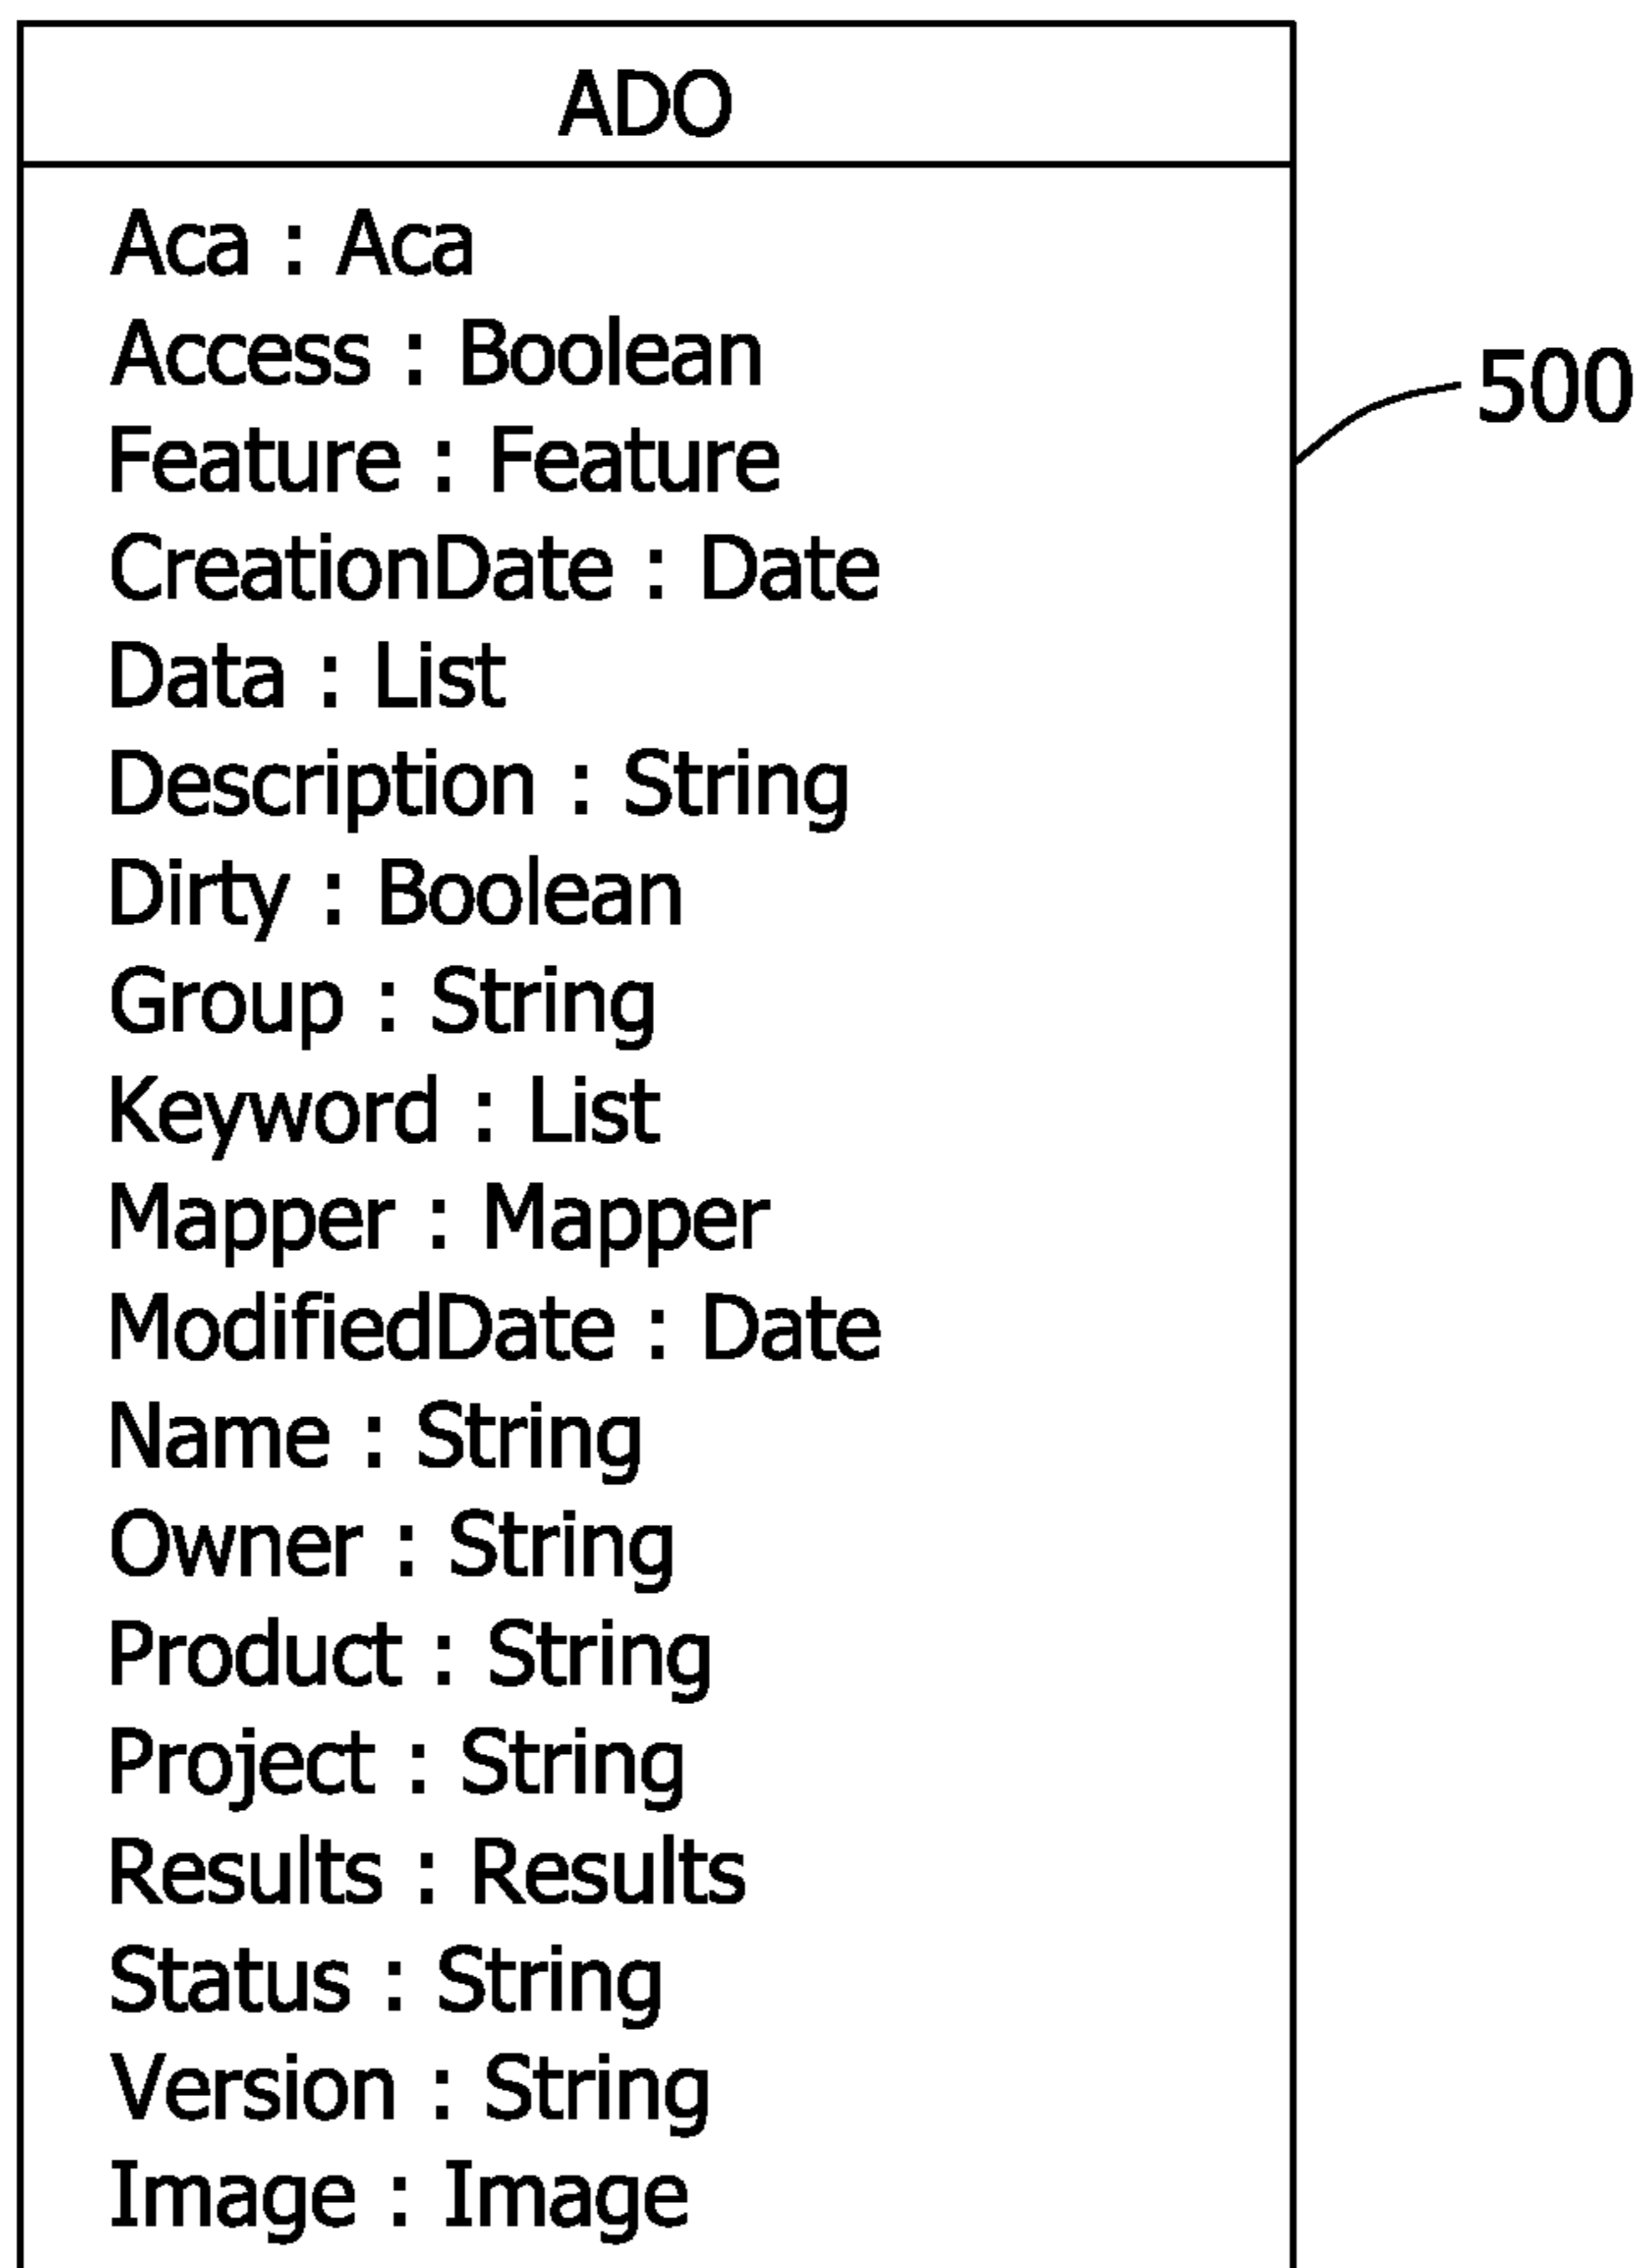 ADO
Aca : Aca
Access : Boolean
500
Feature : Feature
CreationDate : Date
Data : List
Description : String
Dirty : Boolean
Group : String
Keyword : List
Mapper : Mapper
ModifiedDate : Date
Name : String
Owner : String
Product : String
Project : String
Results : Results
Status : String
Version : String
Image : Image